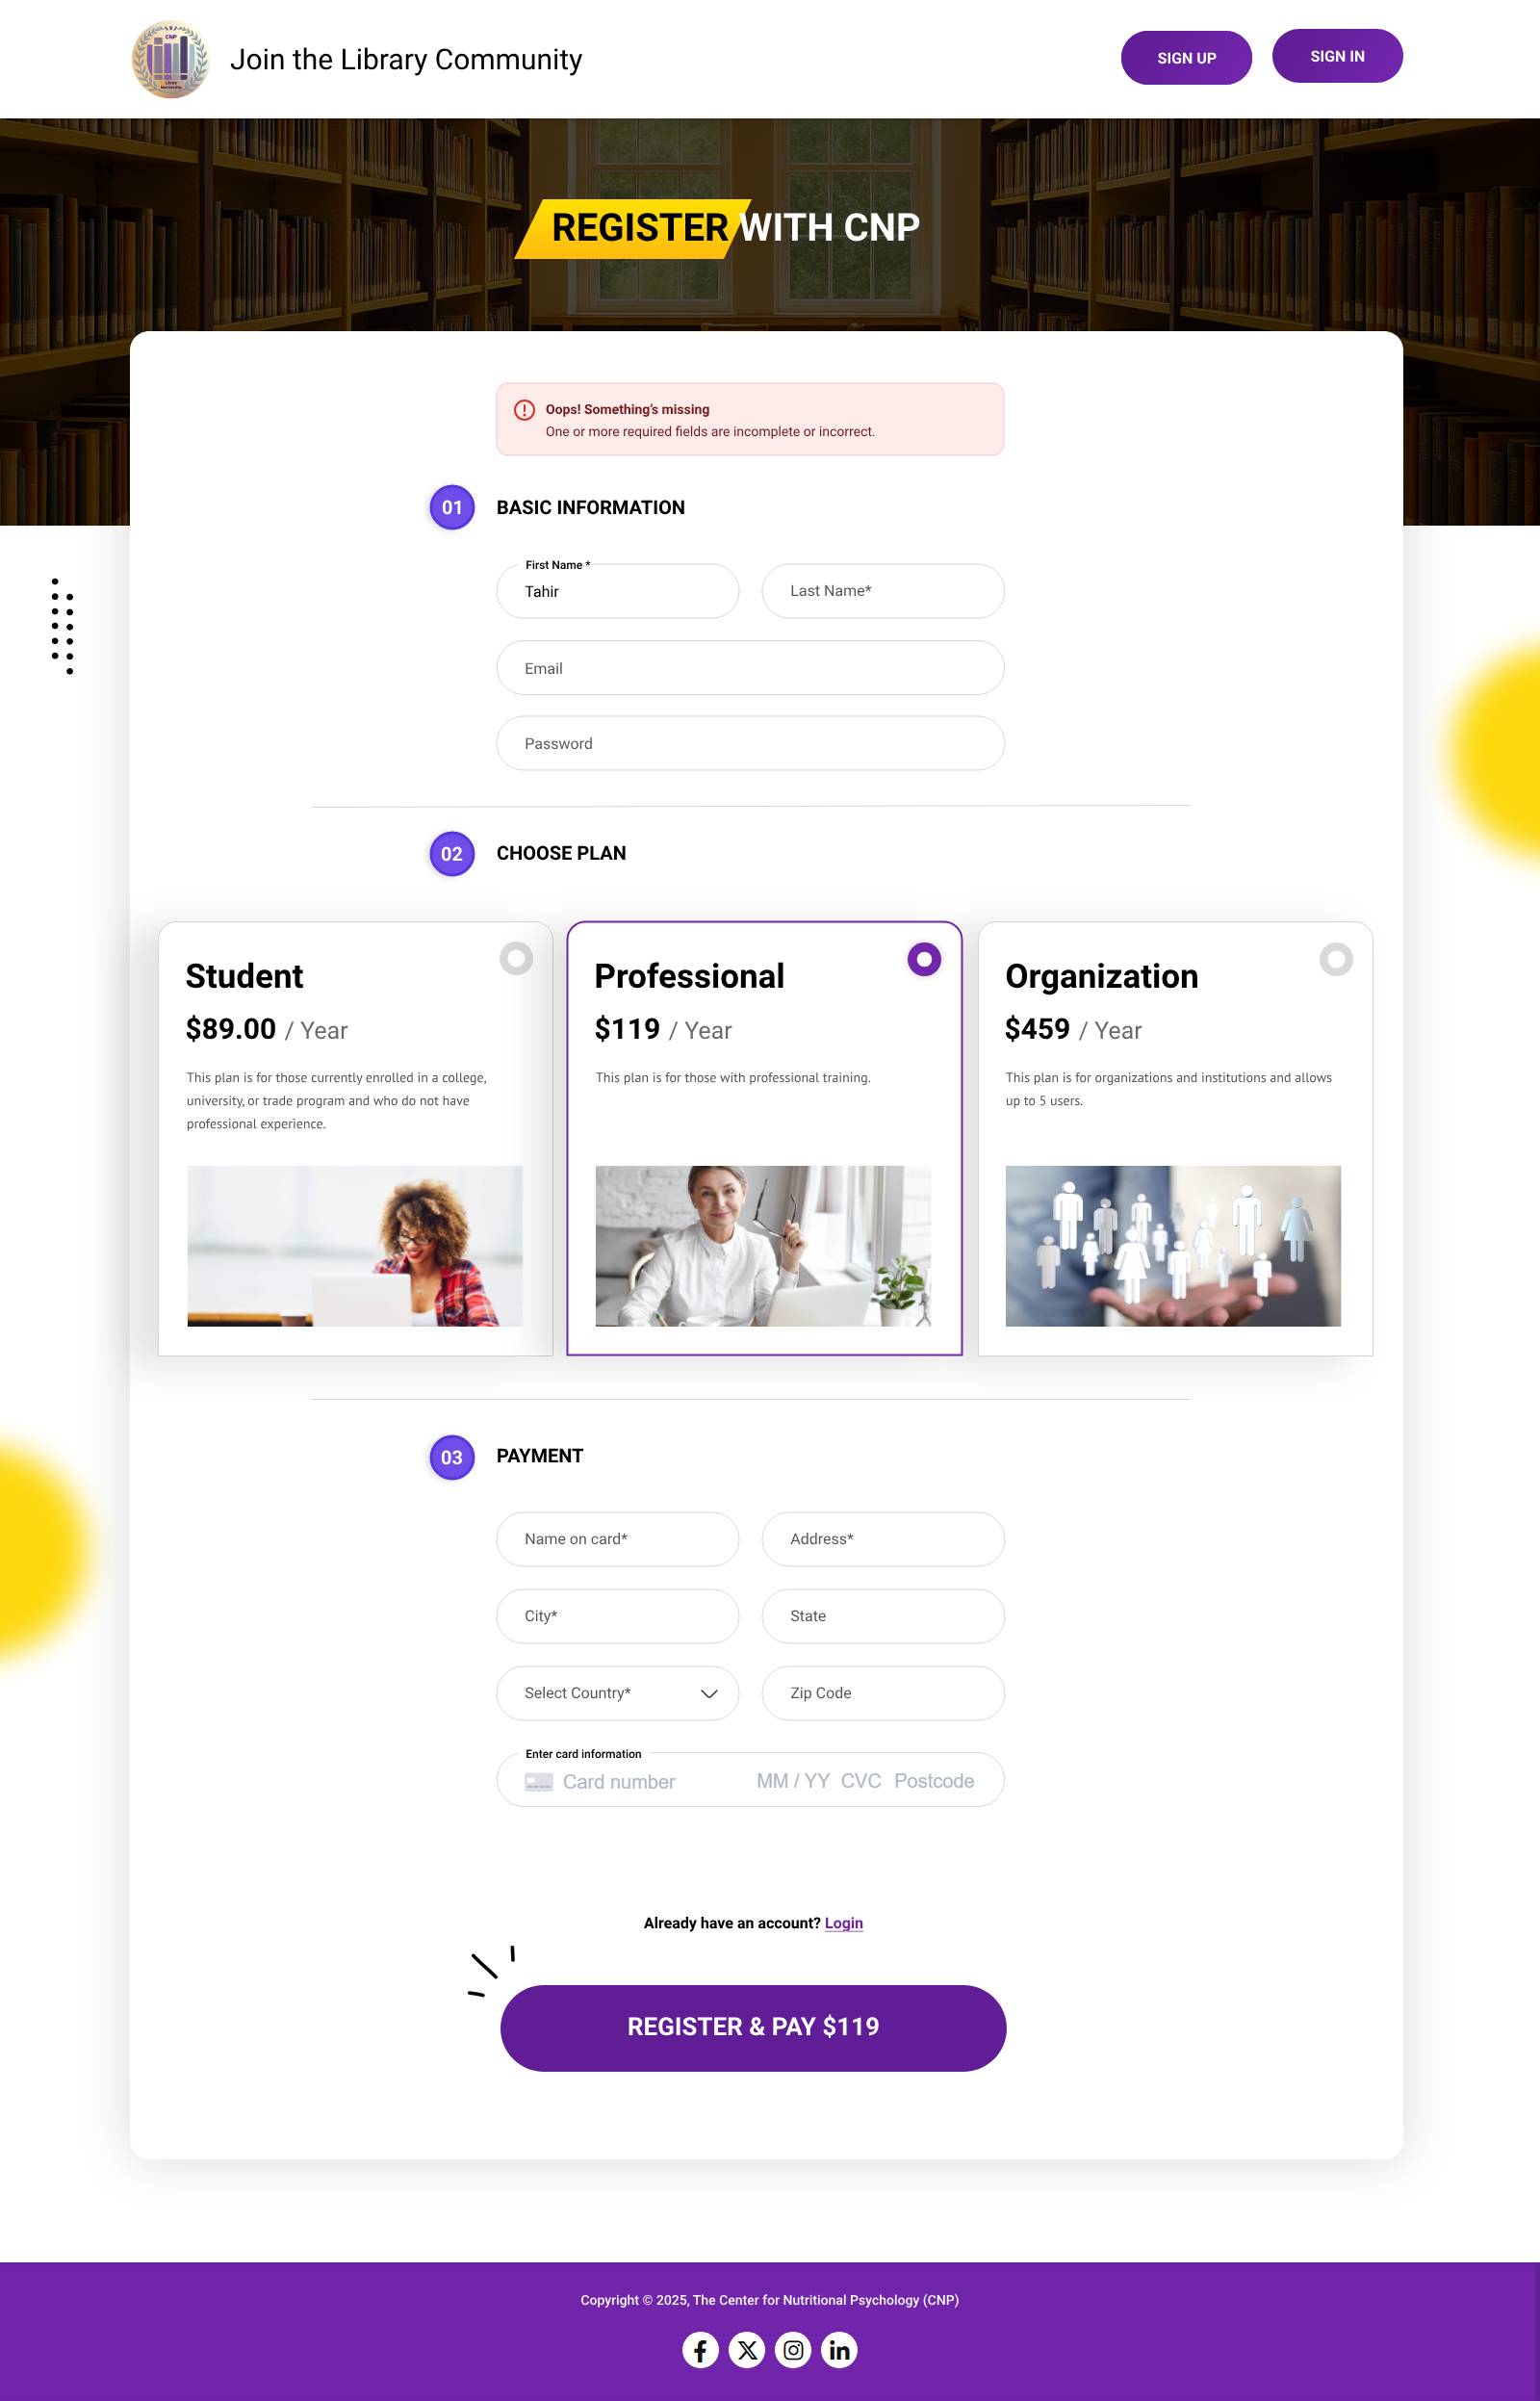 CNP
Library
Membership
Join the Library Community
SIGN UP
SIGN IN
REGISTER WITH CNP
Oops! Something's missing
One or more required fields are incomplete or incorrect.
01
BASIC INFORMATION
First Name *
Tahir
Last Name*
Email
Password
02
CHOOSE PLAN
Student
$89.00 / Year
This plan is for those currently enrolled in a college,
university, or trade program and who do not have
professional experience.
Professional
$119 / Year
This plan is for those with professional training.
Organization
$459 / Year
This plan is for organizations and institutions and allows
up to 5 users.
03
PAYMENT
Name on card*
Address*
City*
State
Select Country*
Zip Code
Enter card information
Card number
MM / YY CVC Postcode
Already have an account? Login
REGISTER & PAY $119
Copyright © 2025, The Center for Nutritional Psychology (CNP)